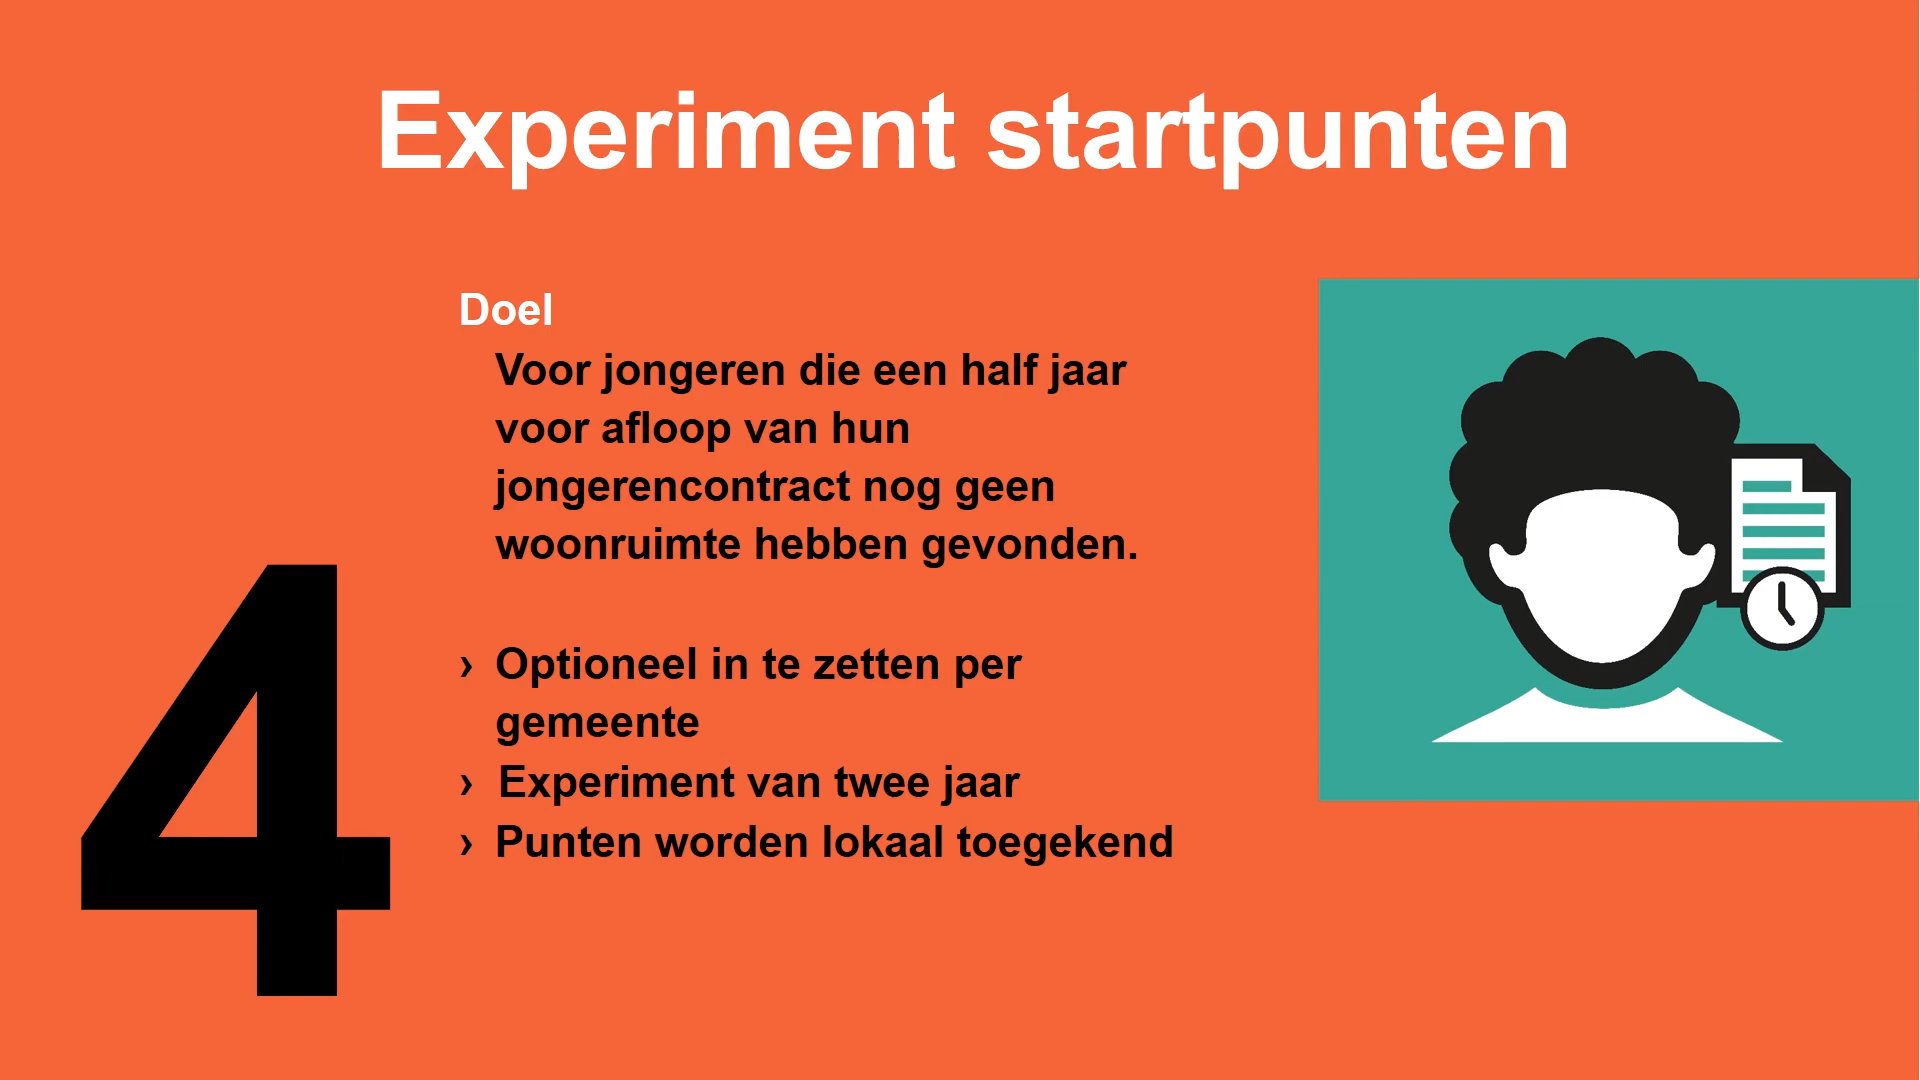 Experiment startpunten
Doel
Voor jongeren die een half jaar
voor afloop van hun
jongerencontract nog geen
woonruimte hebben gevonden.
› Optioneel in te zetten per
gemeente
› Experiment van twee jaar
› Punten worden lokaal toegekend
4